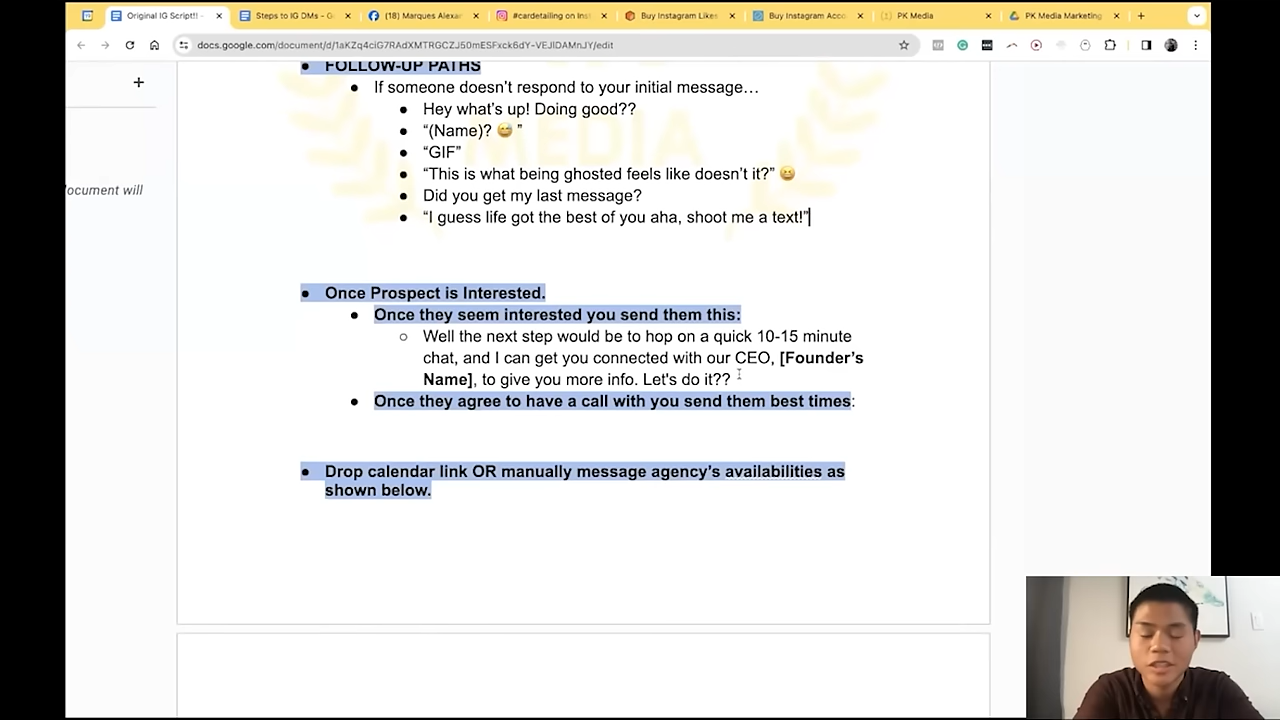 Original IG Script!! -
Steps to IG DMs – G
(18) Marques Alexan
#cardetailing on Inst
Buy Instagram Likes
Buy Instagram Acco
PK Media
PK Media Marketing
docs.google.com/document/d/1aKZq4ciG7RAdXMTRGCZJ50mESFxck6dY-VEJlDAMnJY/edit
ocument will
MEDIA
● FOLLOW-UP PATHS
● If someone doesn’t respond to your initial message…
● Hey what’s up! Doing good??
● “(Name)? 😅 ”
● “GIF”
● “This is what being ghosted feels like doesn’t it?” 😬
● Did you get my last message?
● “I guess life got the best of you aha, shoot me a text!”
● Once Prospect is Interested.
● Once they seem interested you send them this:
○ Well the next step would be to hop on a quick 10-15 minute
chat, and I can get you connected with our CEO, [Founder’s
Name], to give you more info. Let's do it??
● Once they agree to have a call with you send them best times:
● Drop calendar link OR manually message agency’s availabilities as
shown below.